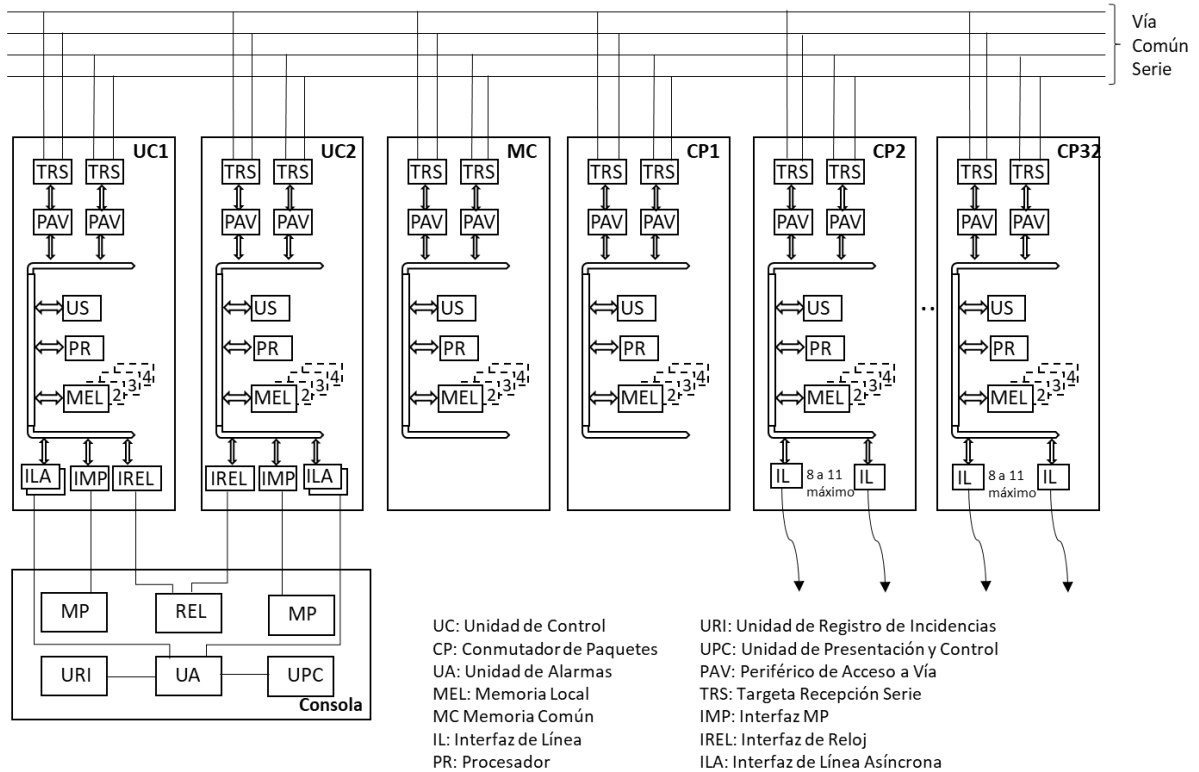 Vía
Común
Serie
UC1 UC2 MC CP1 CP2 CP32
TRS TRS TRS TRS TRS TRS TRS TRS TRS TRS TRS TRS
PAV PAV PAV PAV PAV PAV PAV PAV PAV PAV PAV PAV
US US US US US .. US
PR PR PR PR PR PR
MEL 2 3 4 MEL 2 3 4 MEL 2 3 4 MEL 2 3 4 MEL 2 3 4 MEL 2 3 4
ILA IMP IREL IREL IMP ILA IL 8 a 11 IL IL 8 a 11 IL
máximo máximo
MP REL MP
URI UA UPC
Consola
UC: Unidad de Control
CP: Conmutador de Paquetes
UA: Unidad de Alarmas
MEL: Memoria Local
MC Memoria Común
IL: Interfaz de Línea
PR: Procesador
URI: Unidad de Registro de Incidencias
UPC: Unidad de Presentación y Control
PAV: Periférico de Acceso a Vía
TRS: Targeta Recepción Serie
IMP: Interfaz MP
IREL: Interfaz de Reloj
ILA: Interfaz de Línea Asíncrona